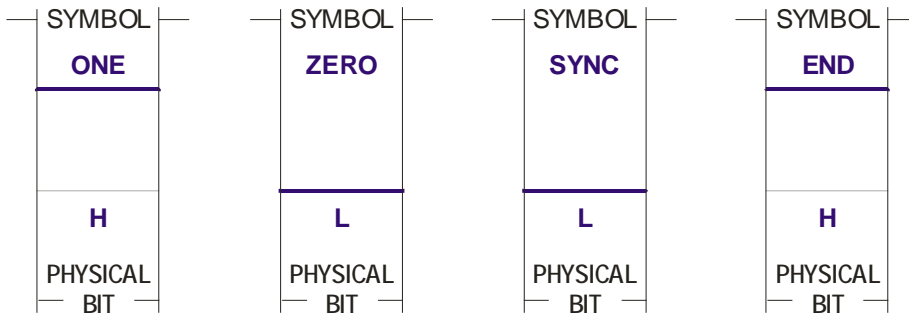 SYMBOL SYMBOL SYMBOL SYMBOL
ONE ZERO SYNC END
H L L H
PHYSICAL PHYSICAL PHYSICAL PHYSICAL
BIT BIT BIT BIT